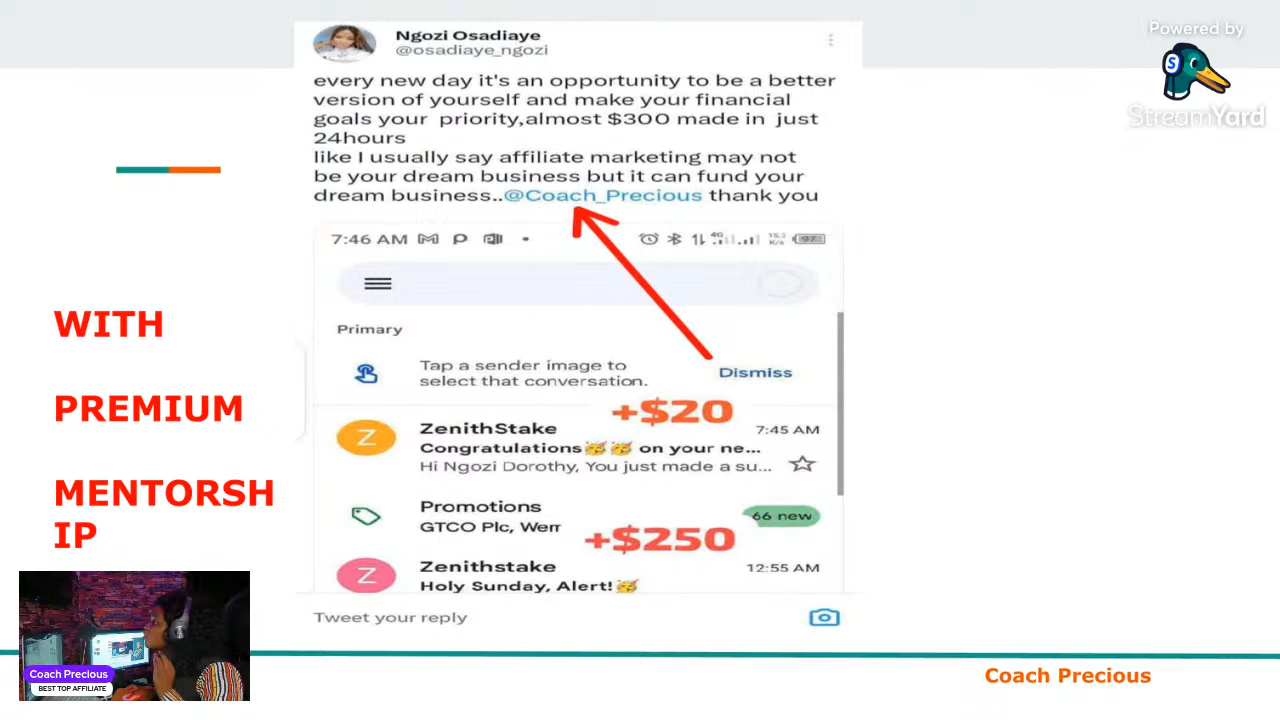 Powered by
StreamYard
Ngozi Osadiaye
@osadiaye_ngozi
every new day it's an opportunity to be a better
version of yourself and make your financial
goals your priority,almost $300 made in just
24hours
like I usually say affiliate marketing may not
be your dream business but it can fund your
dream business..@Coach_Precious thank you
7:46 AM
4G
15.2
K/s
97
Primary
Tap a sender image to
select that conversation.
Dismiss
+$20
Z
ZenithStake
7:45 AM
Congratulations🥳🥳 on your ne...
Hi Ngozi Dorothy, You just made a su...
Promotions
66 new
GTCO Plc, Werr
+$250
Z
Zenithstake
12:55 AM
Holy Sunday, Alert!🥳
Tweet your reply
WITH
PREMIUM
MENTORSH
IP
Coach Precious
BEST TOP AFFILIATE
Coach Precious